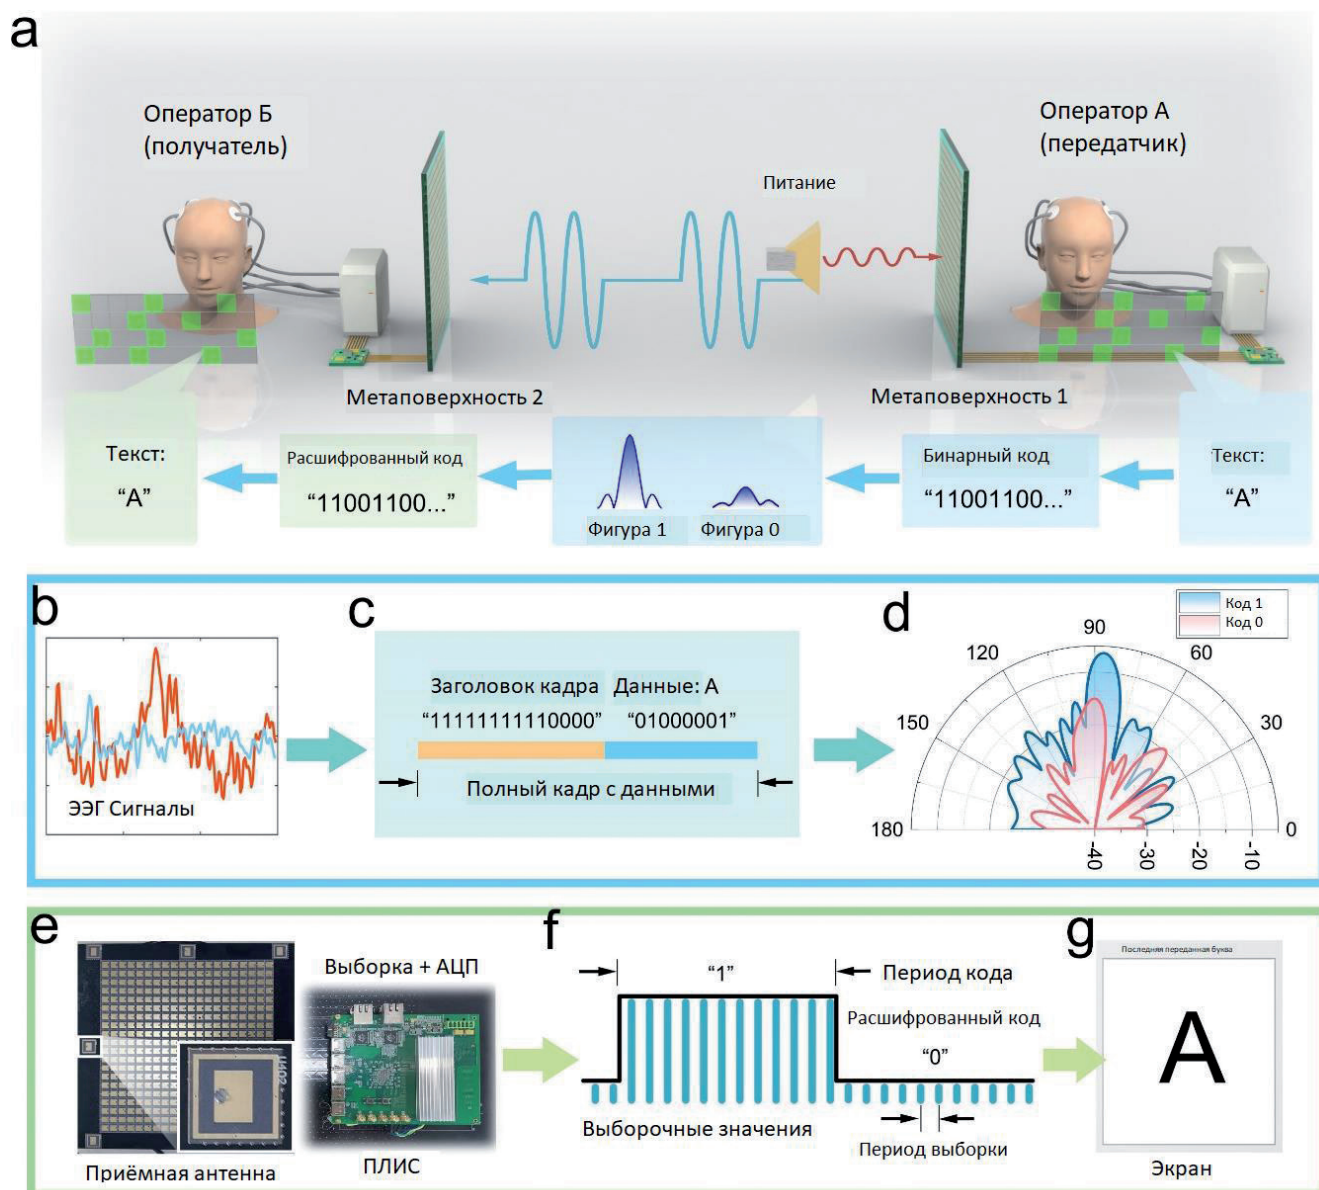 a
Оператор Б
(получатель)
Оператор А
(передатчик)
Питание
Метаповерхность 2
Метаповерхность 1
Текст:
“A”
Расшифрованный код
“11001100...”
Фигура 1
Фигура 0
Бинарный код
“11001100...”
Текст:
“A”
b
ЭЭГ Сигналы
c
Заголовок кадра
Данные: A
“11111111110000”
“01000001”
Полный кадр с данными
d
Код 1
Код 0
90
120
60
150
30
180
0
-40
-30
-20
-10
e
Приёмная антенна
Выборка + АЦП
ПЛИС
f
“1”
Период кода
Расшифрованный код
“0”
Выборочные значения
Период выборки
g
Последняя переданная буква
A
Экран